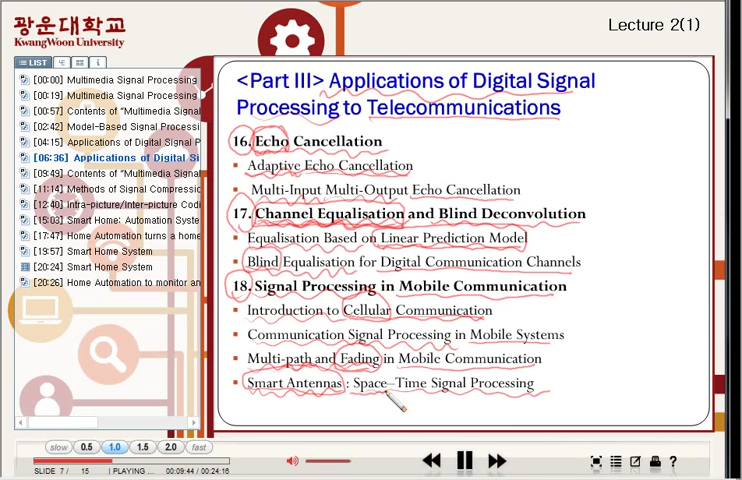 광운대학교
KwangWoon University
Lecture 2(1)
LIST
[00:00] Multimedia Signal Processing
[00:19] Multimedia Signal Processing
[00:57] Contents of "Multimedia Signal
[02:42] Model-Based Signal Processi
[04:15] Applications of Digital Signal P
[06:36] Applications of Digital Si
[09:49] Contents of "Multimedia Signa
[11:14] Methods of Signal Compress
[12:40] Intra-picture/Inter-picture Codi
[15:03] Smart Home: Automation Syste
[17:47] Home Automation turns a home
[19:57] Smart Home System
[20:24] Smart Home System
[20:26] Home Automation to monitor an
<Part III> Applications of Digital Signal
Processing to Telecommunications
16. Echo Cancellation
▪ Adaptive Echo Cancellation
▪ Multi-Input Multi-Output Echo Cancellation
17. Channel Equalisation and Blind Deconvolution
▪ Equalisation Based on Linear Prediction Model
▪ Blind Equalisation for Digital Communication Channels
18. Signal Processing in Mobile Communication
▪ Introduction to Cellular Communication
▪ Communication Signal Processing in Mobile Systems
▪ Multi-path and Fading in Mobile Communication
▪ Smart Antennas : Space–Time Signal Processing
slow 0.5 1.0 1.5 2.0 fast
SLIDE 7 / 15 PLAYING ... 00:09:44 / 00:24:16